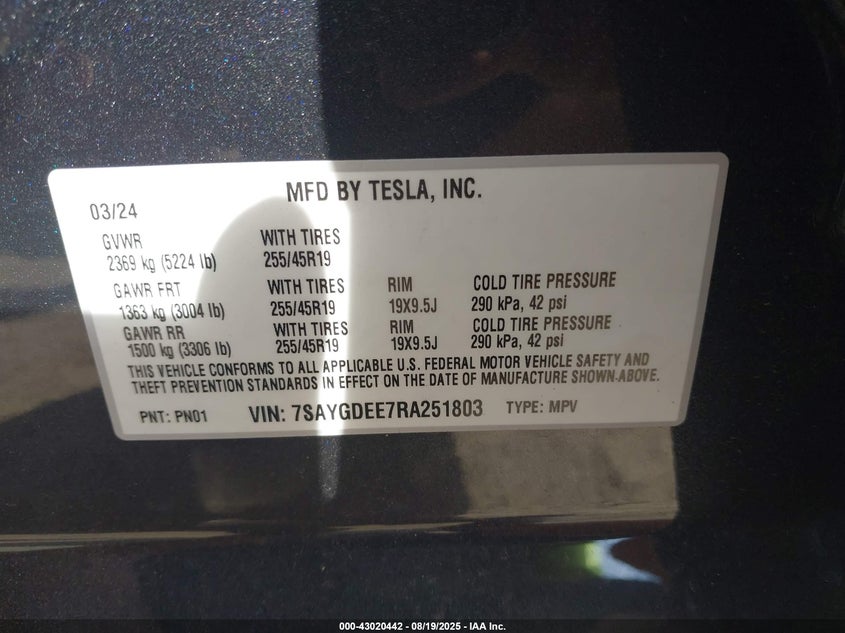 MFD BY TESLA, INC.
03/24
GVWR WITH TIRES
2369 kg (5224 lb) 255/45R19
GAWR FRT WITH TIRES RIM COLD TIRE PRESSURE
1363 kg (3004 lb) 255/45R19 19X9.5J 290 kPa, 42 psi
GAWR RR WITH TIRES RIM COLD TIRE PRESSURE
1500 kg (3306 lb) 255/45R19 19X9.5J 290 kPa, 42 psi
THIS VEHICLE CONFORMS TO ALL APPLICABLE U.S. FEDERAL MOTOR VEHICLE SAFETY AND
THEFT PREVENTION STANDARDS IN EFFECT ON THE DATE OF MANUFACTURE SHOWN ABOVE.
PNT: PN01 VIN: 7SAYGDEE7RA251803 TYPE: MPV
000-43020442 - 08/19/2025 - IAA Inc.